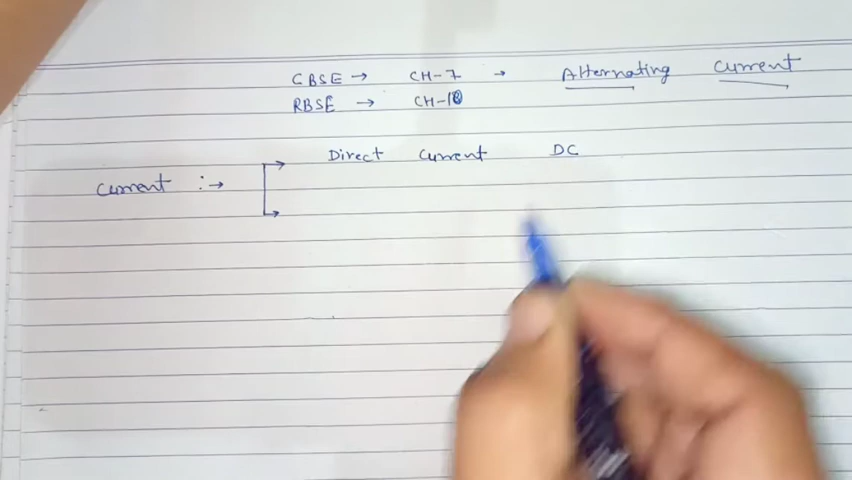 CBSE → CH-7 → Alternating Current
RBSE → CH-10
Direct Current DC
Current :→